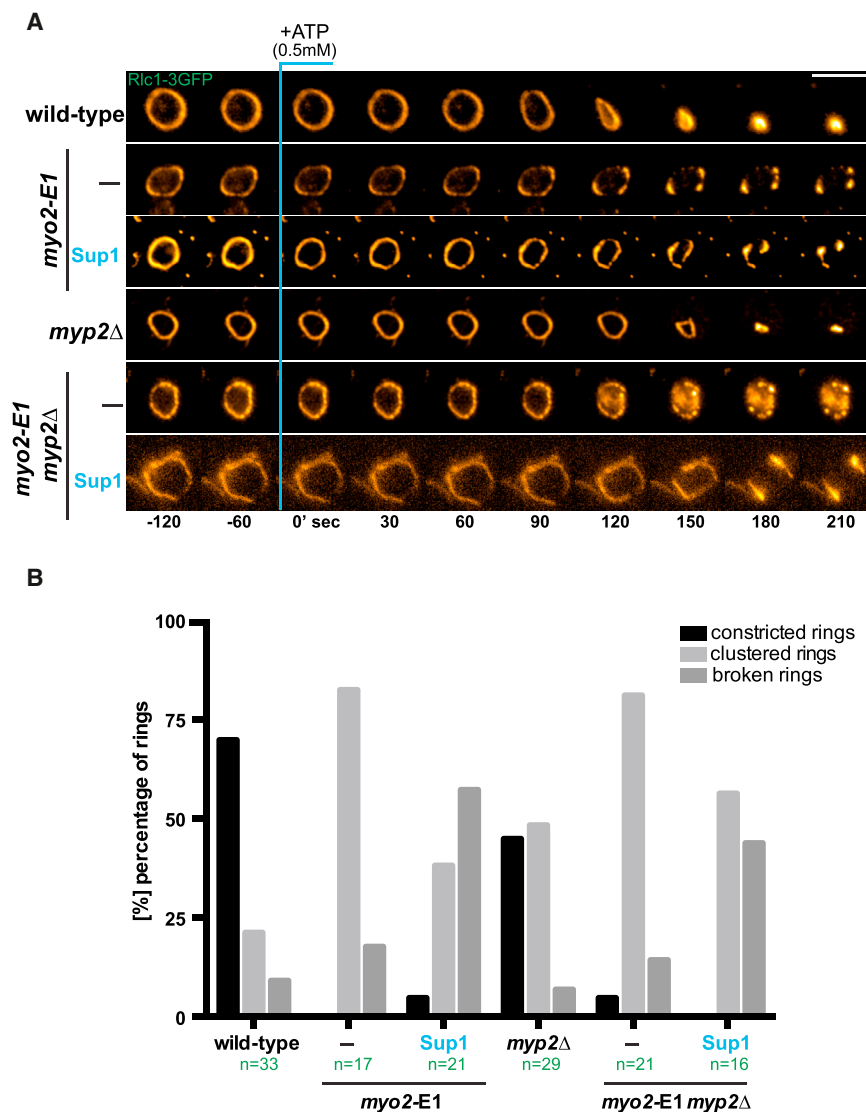 A
+ATP
(0.5mM)
Rlc1-3GFP
wild-type
myo2-E1
—
Sup1
myp2Δ
myo2-E1
myp2Δ
—
Sup1
-120 -60 0' sec 30 60 90 120 150 180 210
B
[%] percentage of rings
100
75
50
25
0
constricted rings
clustered rings
broken rings
wild-type – Sup1 myp2Δ – Sup1
n=33 n=17 n=21 n=29 n=21 n=16
myo2-E1 myo2-E1 myp2Δ